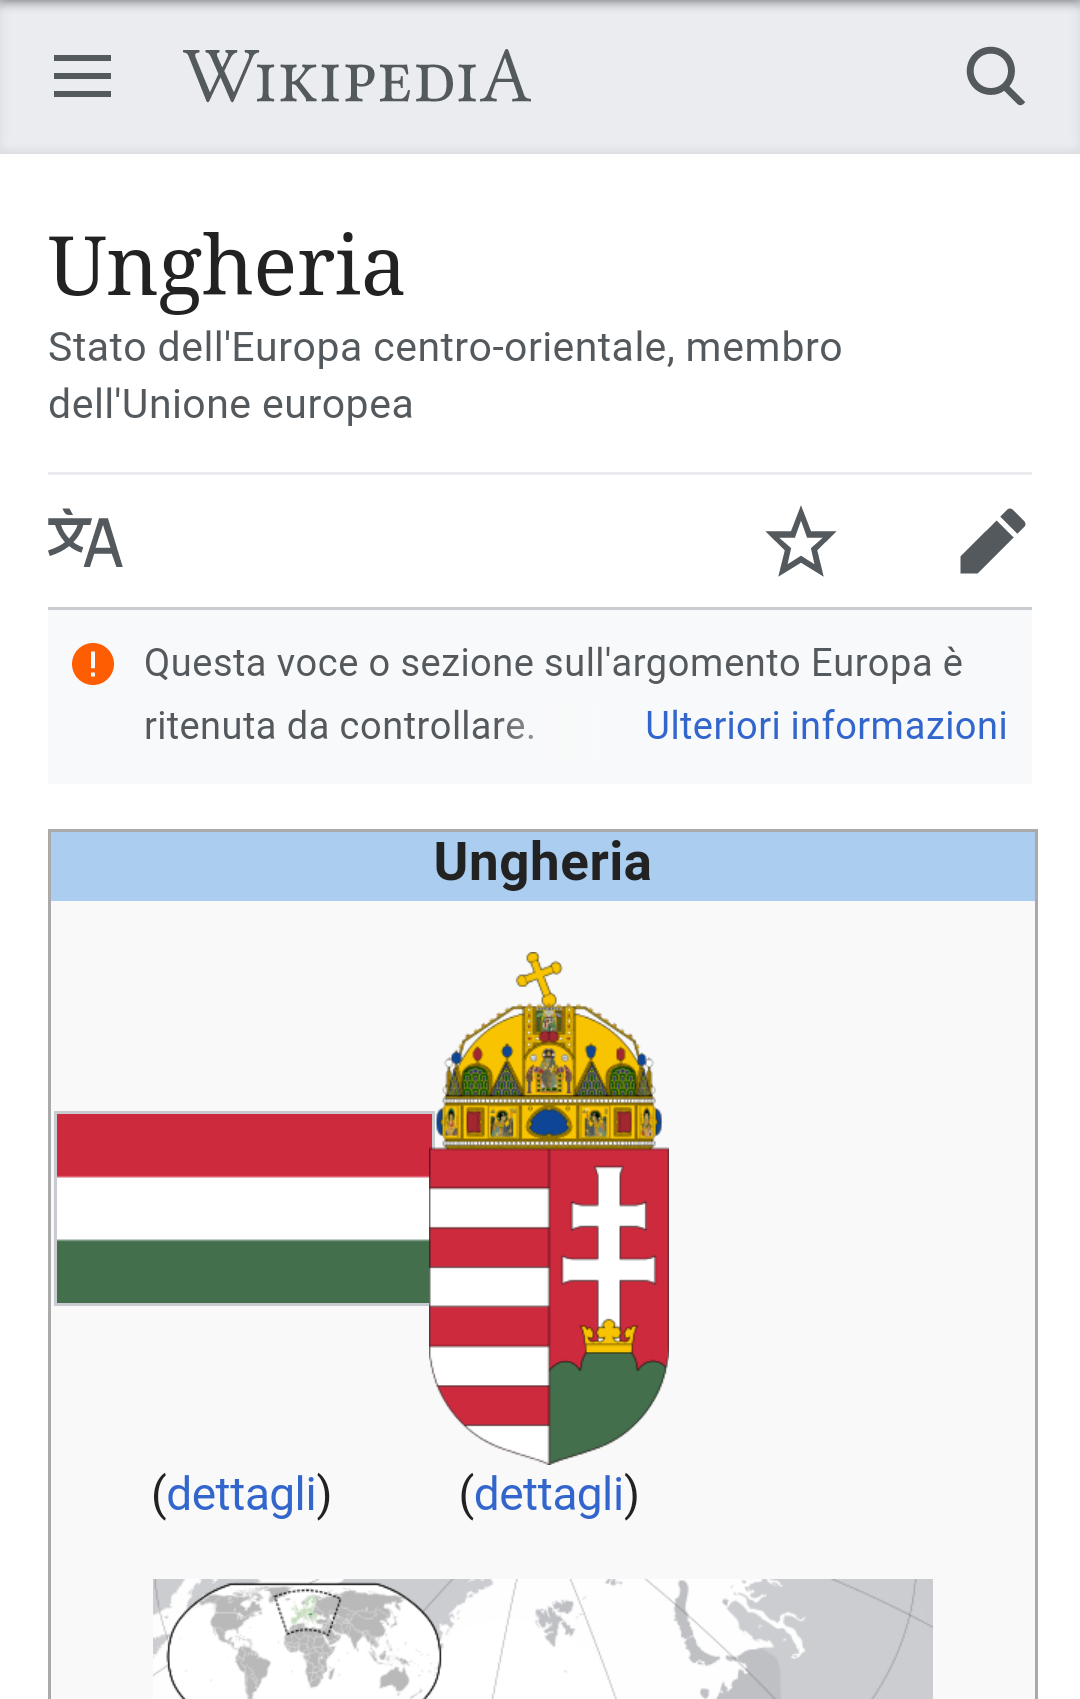 WIKIPEDIA
Ungheria
Stato dell'Europa centro-orientale, membro
dell'Unione europea
Questa voce o sezione sull'argomento Europa è
ritenuta da controllare. Ulteriori informazioni
Ungheria
(dettagli) (dettagli)